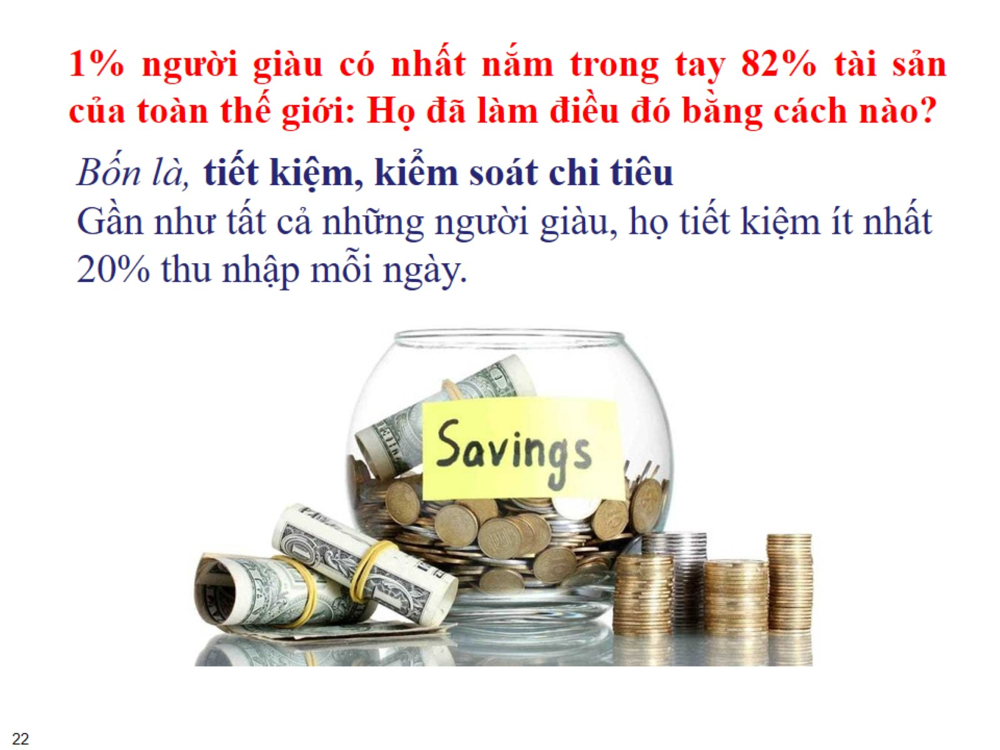 1% người giàu có nhất nắm trong tay 82% tài sản
của toàn thế giới: Họ đã làm điều đó bằng cách nào?
Bốn là, tiết kiệm, kiểm soát chi tiêu
Gần như tất cả những người giàu, họ tiết kiệm ít nhất
20% thu nhập mỗi ngày.
Savings
22